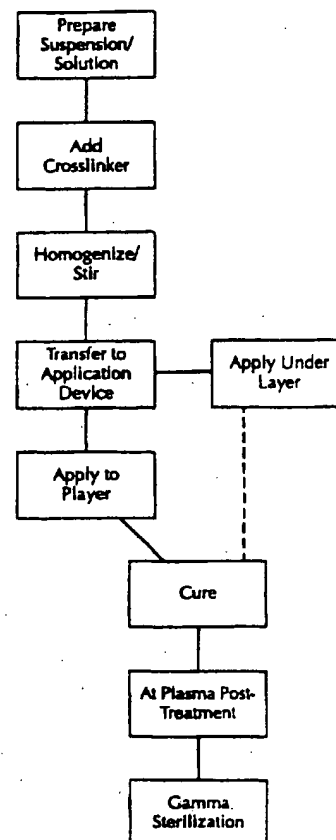 Prepare
Suspension/
Solution
Add
Crosslinker
Homogenize/
Stir
Transfer to
Application
Device
Apply Under
Layer
Apply to
Player
Cure
At Plasma Post-
Treatment
Gamma
Sterilization